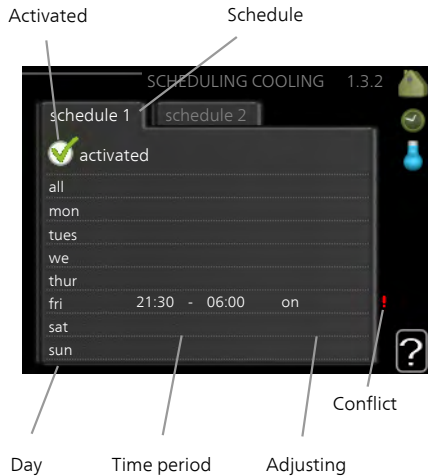 Activated Schedule
SCHEDULING COOLING 1.3.2
schedule 1 schedule 2
activated
all
mon
tues
we
thur
fri 21:30 - 06:00 on !
sat
sun
?
Conflict
Day Time period Adjusting